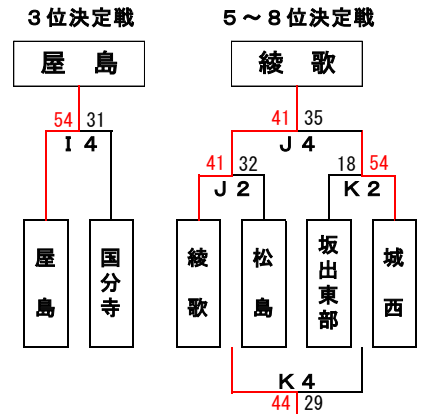 ３位決定戦 ５～８位決定戦
屋島 綾歌
54 31 41 35
Ｉ４ Ｊ４
41 32 18 54
Ｊ２ Ｋ２
屋島 国分寺 綾歌 松島 坂出東部 城西
Ｋ４
44 29